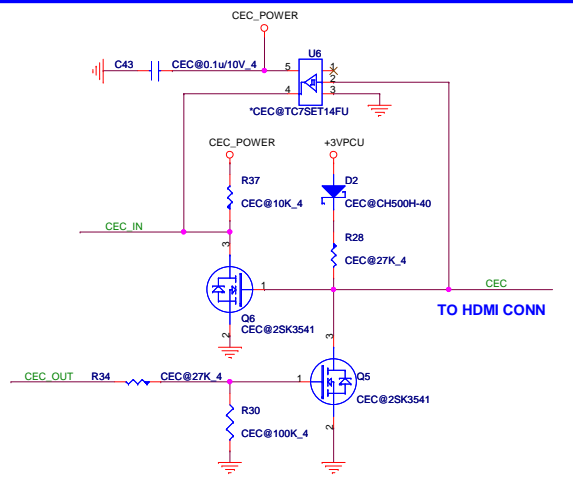 CEC_POWER
U6
C43 CEC@0.1u/10V_4 5 1
2
4 3
*CEC@TC7SET14FU
CEC_POWER +3VPCU
R37 D2
CEC@10K_4 CEC@CH500H-40
CEC_IN R28
3 CEC@27K_4
1 CEC
TO HDMI CONN
Q6
2 CEC@2SK3541 3
CEC_OUT R34 CEC@27K_4 1 Q5
CEC@2SK3541
R30
CEC@100K_4 2